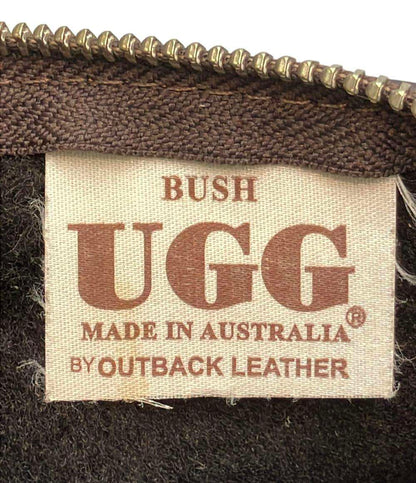 BUSH
UGG®
MADE IN AUSTRALIA
BY OUTBACK LEATHER